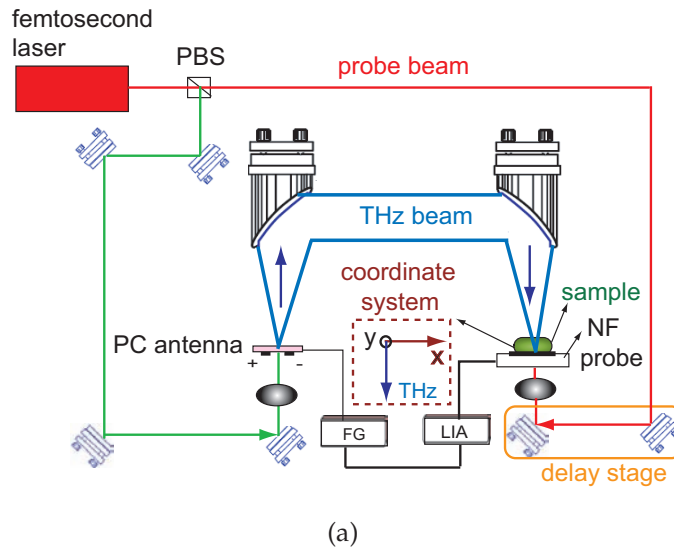 femtosecond
laser
PBS
probe beam
THz beam
coordinate
system
sample
NF
probe
PC antenna
+ -
y
x
THz
FG
LIA
delay stage
(a)